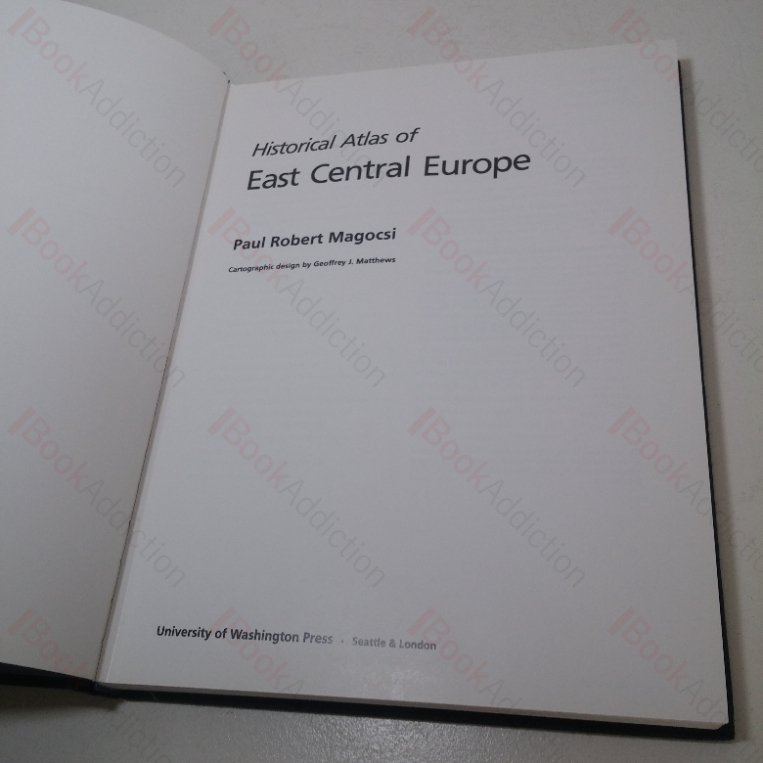 Historical Atlas of
East Central Europe
Paul Robert Magocsi
Cartographic design by Geoffrey J. Matthews
University of Washington Press · Seattle & London
BookAddiction